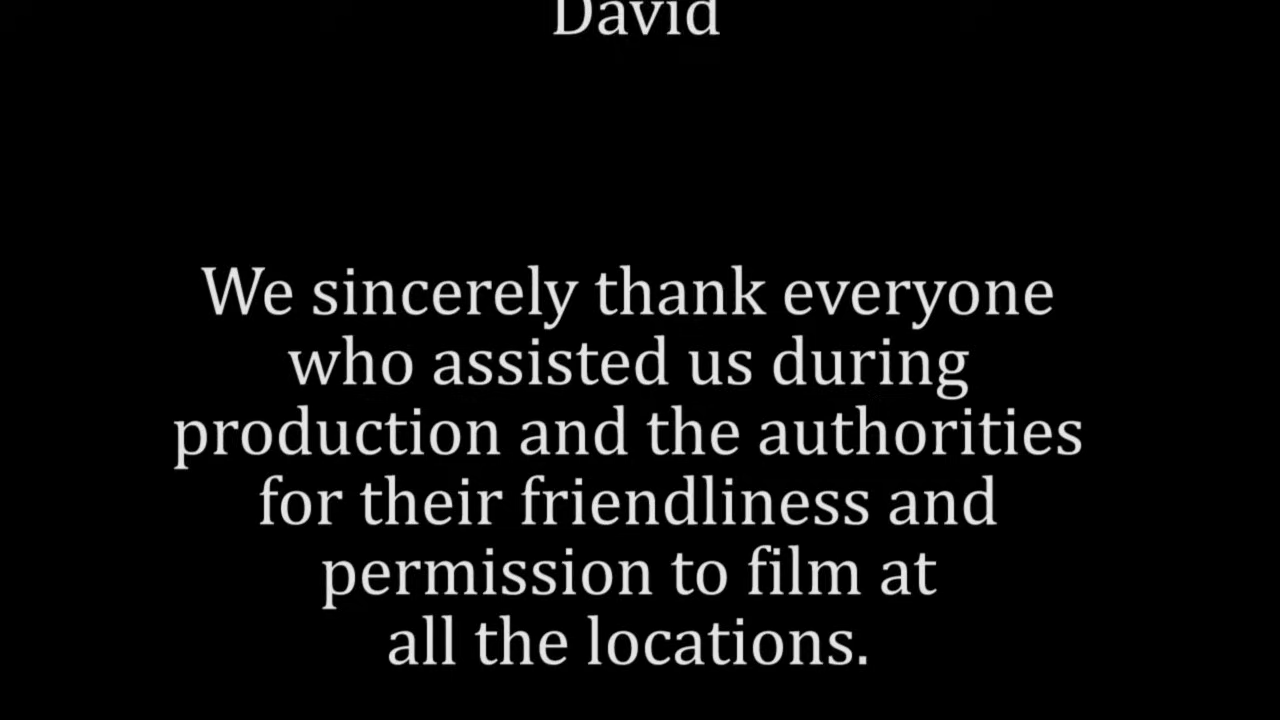 David
We sincerely thank everyone
who assisted us during
production and the authorities
for their friendliness and
permission to film at
all the locations.